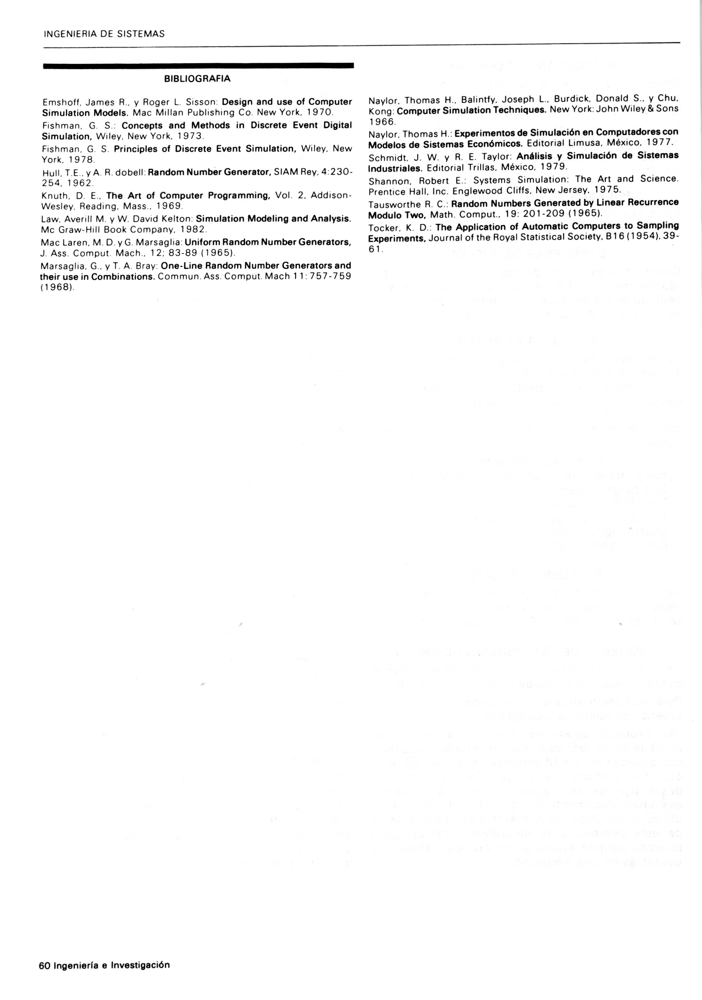 INGENIERIA DE SISTEMAS
BIBLIOGRAFIA
Emshoff, James R., y Roger L. Sisson: Design and use of Computer
Simulation Models. Mac Millan Publishing Co. New York, 1970.
Fishman, G. S.: Concepts and Methods in Discrete Event Digital
Simulation, Wiley, New York, 1973.
Fishman, G. S. Principles of Discrete Event Simulation, Wiley, New
York, 1978.
Hull, T.E., y A. R. dobell: Random Number Generator, SIAM Rey, 4:230-
254, 1962.
Knuth, D. E., The Art of Computer Programming, Vol. 2, Addison-
Wesley, Reading, Mass., 1969.
Law, Averill M. y W. David Kelton: Simulation Modeling and Analysis.
Mc Graw-Hill Book Company, 1982.
Mac Laren, M. D. y G. Marsaglia: Uniform Random Number Generators,
J. Ass. Comput. Mach., 12; 83-89 (1965).
Marsaglia, G., y T. A. Bray: One-Line Random Number Generators and
their use in Combinations. Commun. Ass. Comput. Mach 11: 757-759
(1968).
Naylor, Thomas H., Balintfy, Joseph L., Burdick, Donald S., y Chu,
Kong: Computer Simulation Techniques. New York: John Wiley & Sons
1966.
Naylor, Thomas H.: Experimentos de Simulación en Computadores con
Modelos de Sistemas Económicos. Editorial Limusa, México, 1977.
Schmidt, J. W. y R. E. Taylor: Análisis y Simulación de Sistemas
Industriales. Editorial Trillas, México, 1979.
Shannon, Robert E.: Systems Simulation: The Art and Science.
Prentice Hall, Inc. Englewood Cliffs, New Jersey, 1975.
Tausworthe R. C.: Random Numbers Generated by Linear Recurrence
Modulo Two, Math. Comput., 19: 201-209 (1965).
Tocker, K. D.: The Application of Automatic Computers to Sampling
Experiments, Journal of the Royal Statistical Society, B16 (1954), 39-
61.
60 Ingeniería e Investigación